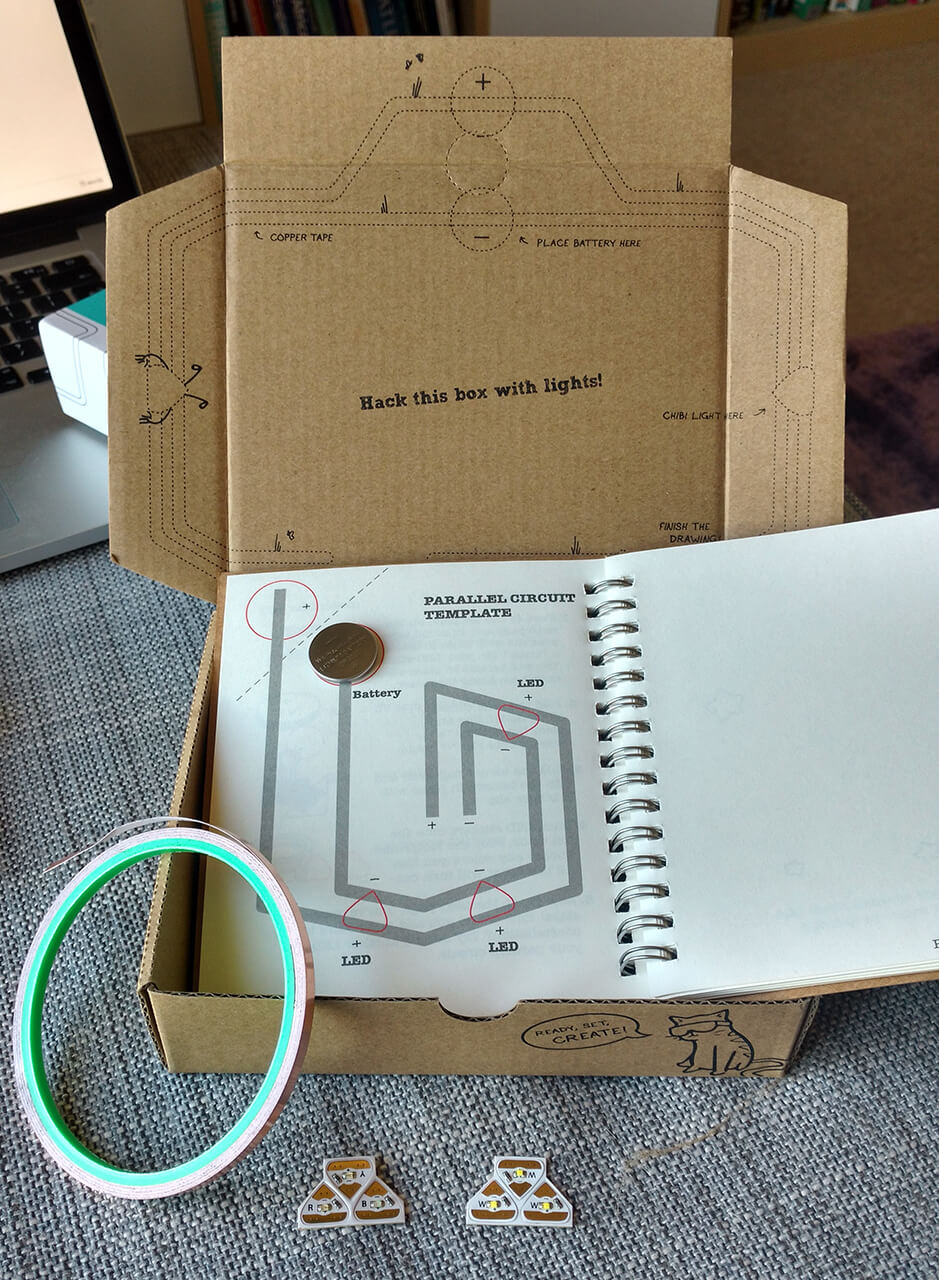 +
−
COPPER TAPE
PLACE BATTERY HERE
Hack this box with lights!
CHIBI LIGHT HERE
FINISH THE
DRAWING!
PARALLEL CIRCUIT
TEMPLATE
+
Battery
LED
+
−
+ −
− −
+ +
LED LED
READY, SET,
CREATE!
Y
R B
W
W W